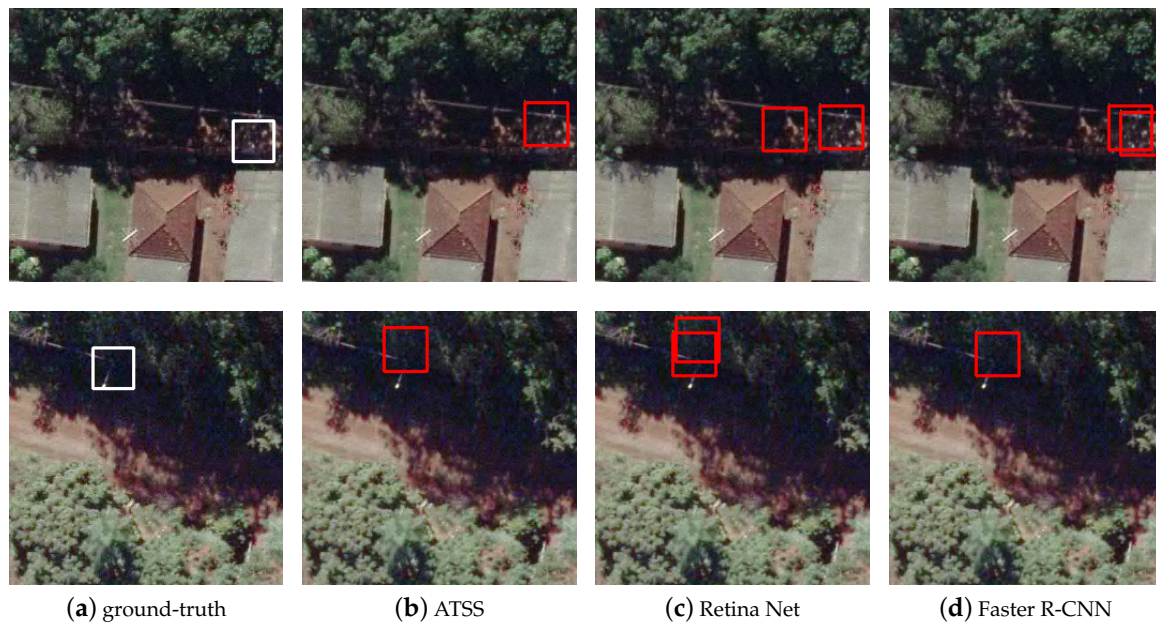 (a) ground-truth
(b) ATSS
(c) Retina Net
(d) Faster R-CNN